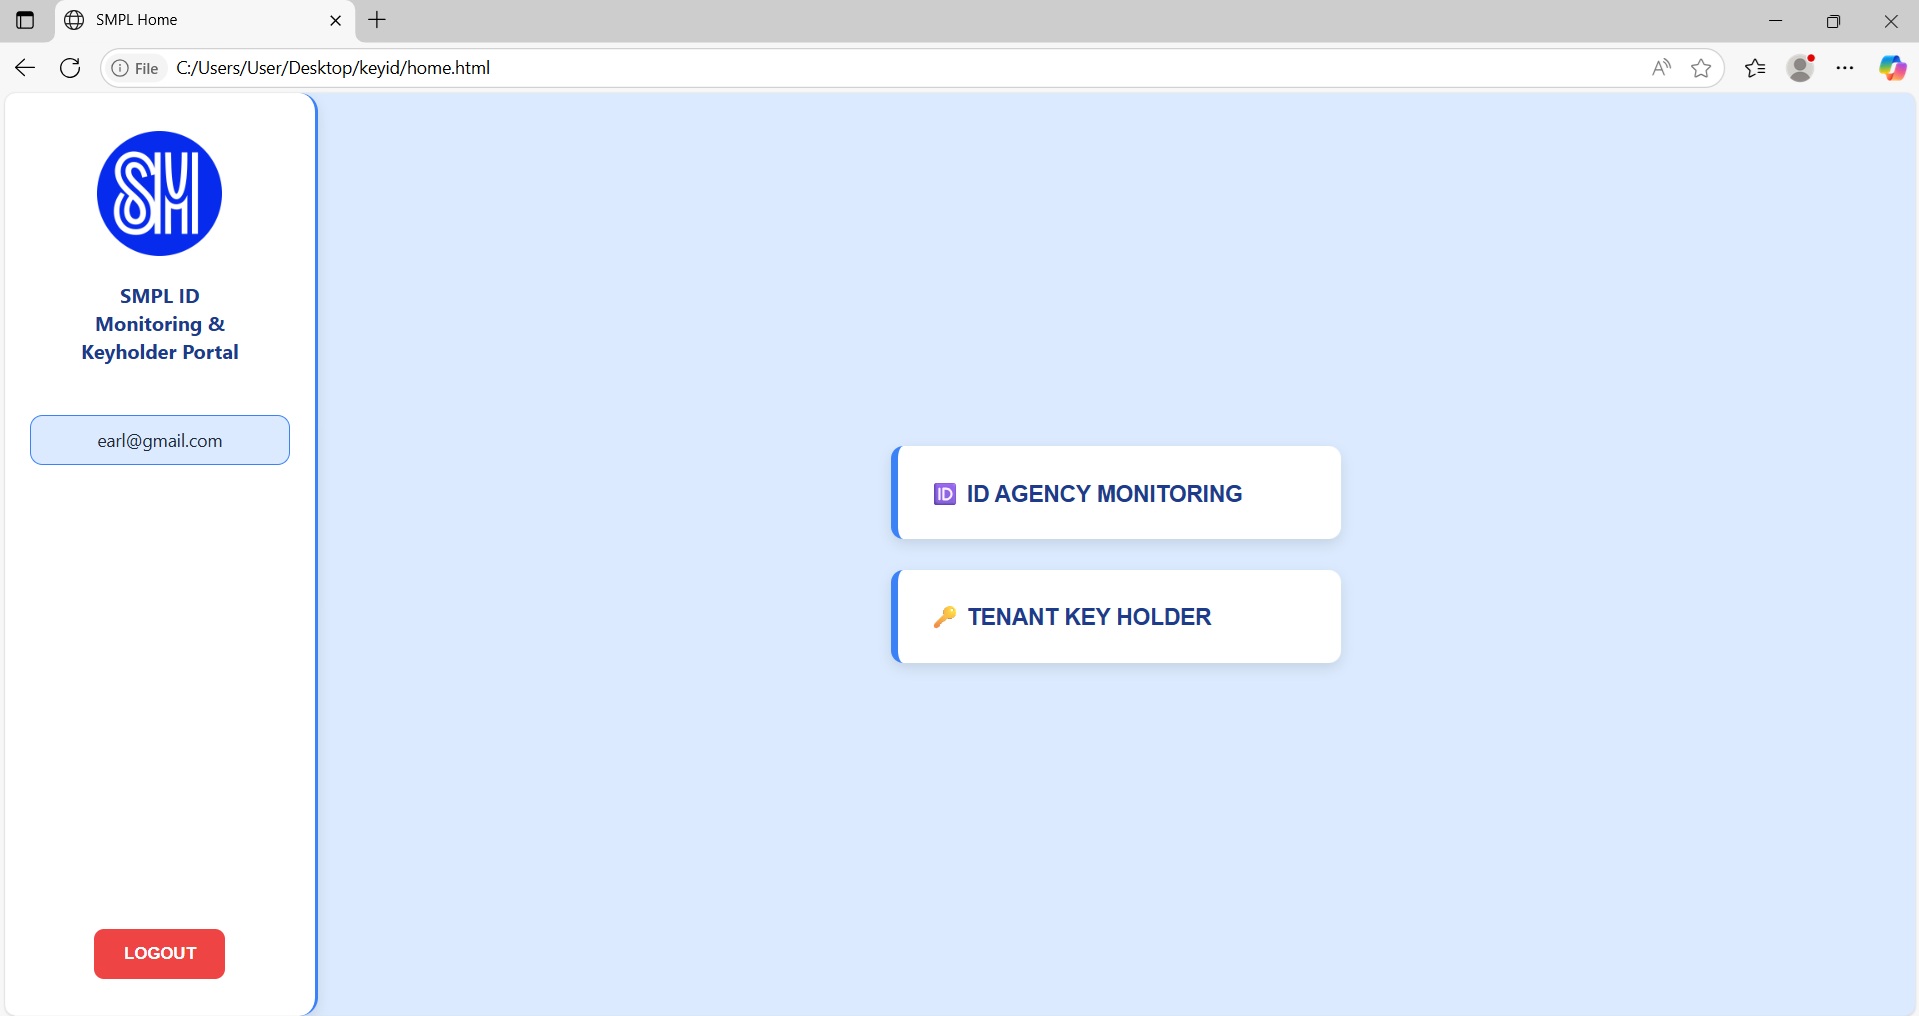 SMPL Home
File C:/Users/User/Desktop/keyid/home.html
SM
SMPL ID
Monitoring &
Keyholder Portal
earl@gmail.com
🆔 ID AGENCY MONITORING
🔑 TENANT KEY HOLDER
LOGOUT